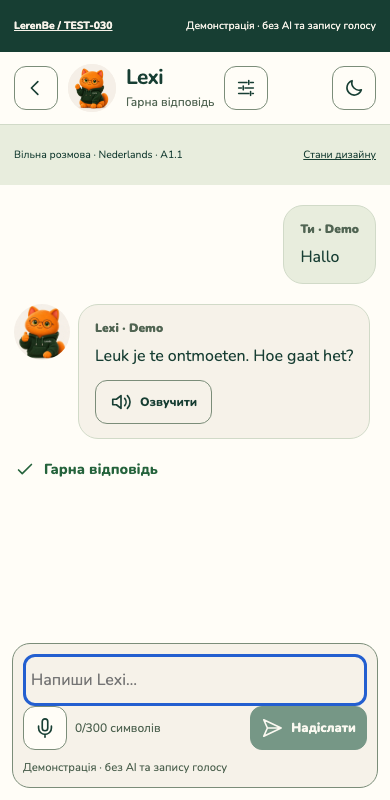 LerenBe / TEST-030
Демонстрація · без AI та запису голосу
Lexi
Гарна відповідь
Вільна розмова · Nederlands · A1.1
Стани дизайну
Ти · Demo
Hallo
Lexi · Demo
Leuk je te ontmoeten. Hoe gaat het?
Озвучити
Гарна відповідь
Напиши Lexi...
0/300 символів
Надіслати
Демонстрація · без AI та запису голосу